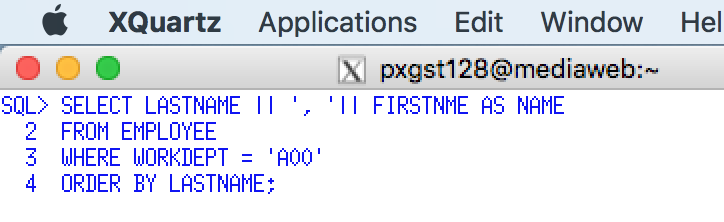 XQuartz Applications Edit Window Hel
pxgst128@mediaweb:~
SQL> SELECT LASTNAME || ', '|| FIRSTNME AS NAME
2 FROM EMPLOYEE
3 WHERE WORKDEPT = 'A00'
4 ORDER BY LASTNAME;